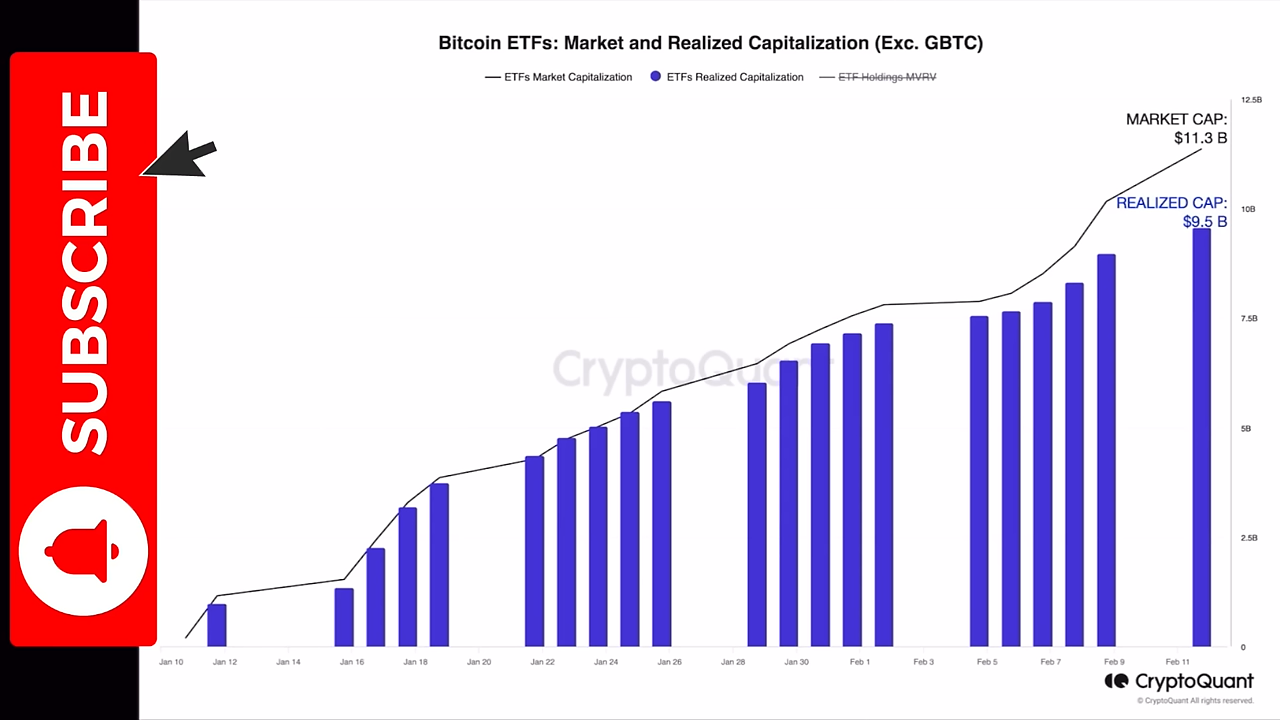 SUBSCRIBE
Bitcoin ETFs: Market and Realized Capitalization (Exc. GBTC)
ETFs Market Capitalization ETFs Realized Capitalization ETF Holdings MVRV
12.5B
MARKET CAP:
$11.3 B
REALIZED CAP:
10B
$9.5 B
7.5B
CryptoQuant
5B
2.5B
0
Jan 10 Jan 12 Jan 14 Jan 16 Jan 18 Jan 20 Jan 22 Jan 24 Jan 26 Jan 28 Jan 30 Feb 1 Feb 3 Feb 5 Feb 7 Feb 9 Feb 11
CryptoQuant
© CryptoQuant All rights reserved.